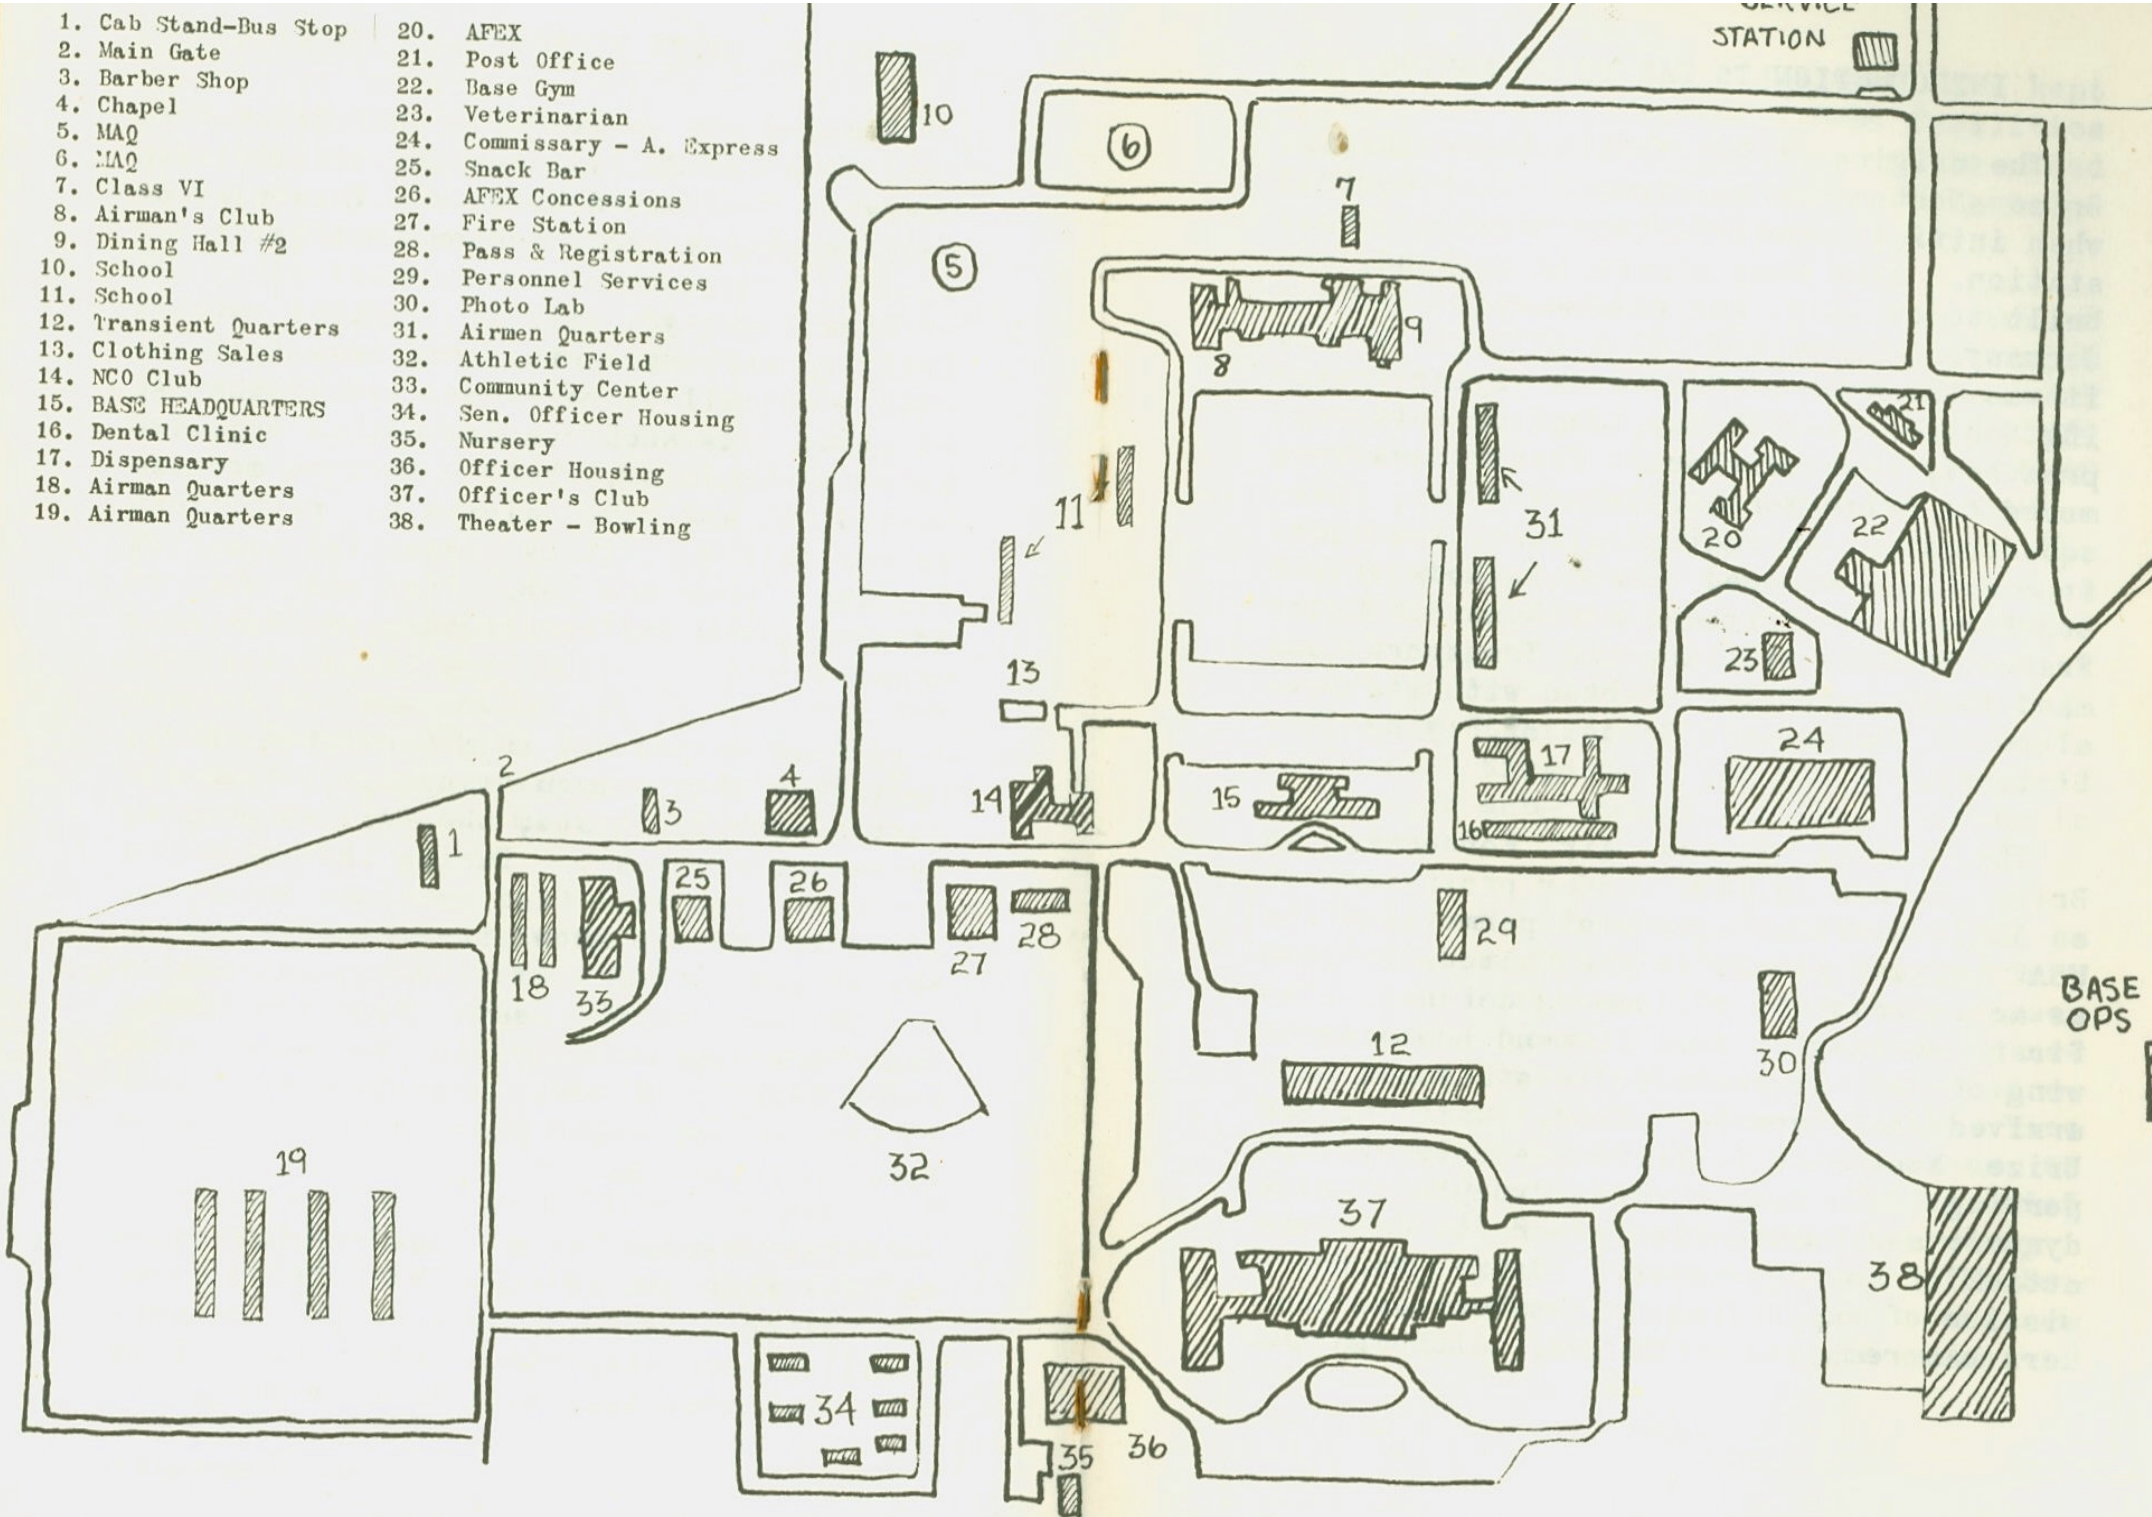 1. Cab Stand-Bus Stop
2. Main Gate
3. Barber Shop
4. Chapel
5. MAQ
6. MAQ
7. Class VI
8. Airman's Club
9. Dining Hall #2
10. School
11. School
12. Transient Quarters
13. Clothing Sales
14. NCO Club
15. BASE HEADQUARTERS
16. Dental Clinic
17. Dispensary
18. Airman Quarters
19. Airman Quarters
20. AFEX
21. Post Office
22. Base Gym
23. Veterinarian
24. Commissary - A. Express
25. Snack Bar
26. AFEX Concessions
27. Fire Station
28. Pass & Registration
29. Personnel Services
30. Photo Lab
31. Airmen Quarters
32. Athletic Field
33. Community Center
34. Sen. Officer Housing
35. Nursery
36. Officer Housing
37. Officer's Club
38. Theater - Bowling
SERVICE
STATION
10
6
7
5
9
8
21
11
31
20
22
23
13
2
4
3
14
15
17
16
24
1
25
26
18
33
27
28
29
BASE
OPS
12
30
19
32
37
38
34
36
35